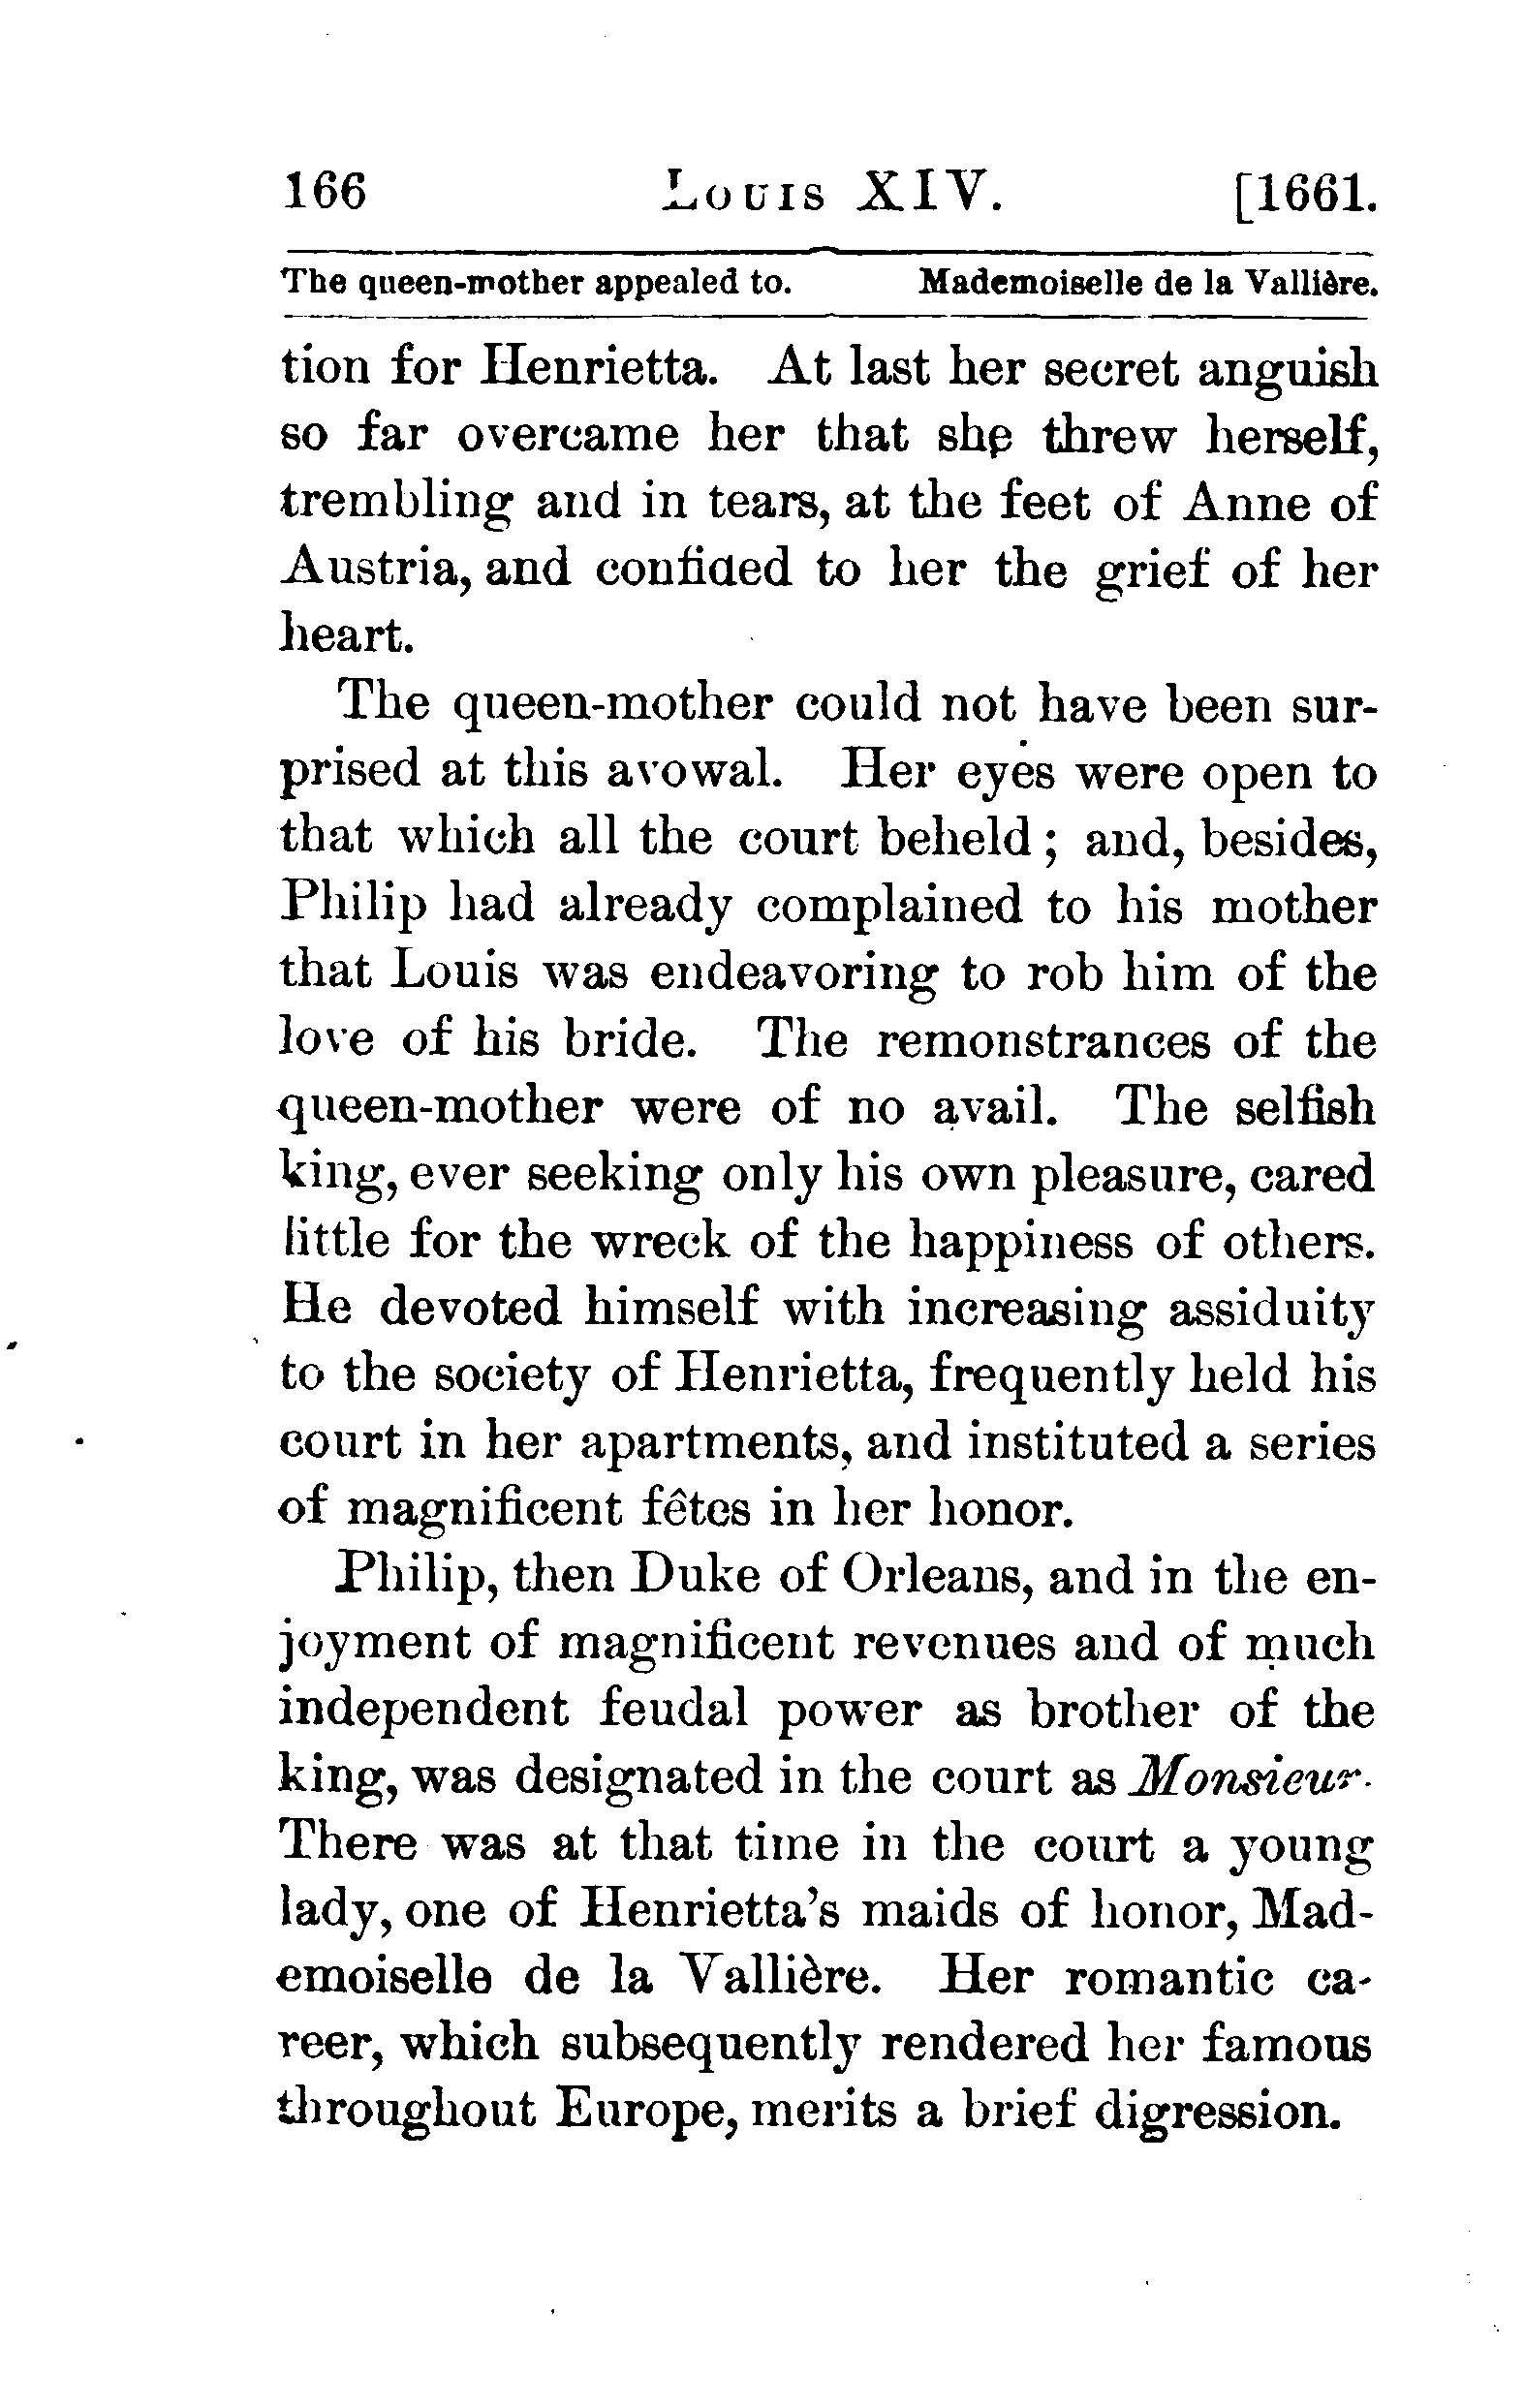 166 Louis XIV. [1661.
The queen-mother appealed to. Mademoiselle de la Vallière.
tion for Henrietta. At last her secret anguish
so far overcame her that she threw herself,
trembling and in tears, at the feet of Anne of
Austria, and confided to her the grief of her
heart.
The queen-mother could not have been sur-
prised at this avowal. Her eyes were open to
that which all the court beheld; and, besides,
Philip had already complained to his mother
that Louis was endeavoring to rob him of the
love of his bride. The remonstrances of the
queen-mother were of no avail. The selfish
king, ever seeking only his own pleasure, cared
little for the wreck of the happiness of others.
He devoted himself with increasing assiduity
to the society of Henrietta, frequently held his
court in her apartments, and instituted a series
of magnificent fêtes in her honor.
Philip, then Duke of Orleans, and in the en-
joyment of magnificent revenues and of much
independent feudal power as brother of the
king, was designated in the court as Monsieur.
There was at that time in the court a young
lady, one of Henrietta's maids of honor, Mad-
emoiselle de la Vallière. Her romantic ca-
reer, which subsequently rendered her famous
throughout Europe, merits a brief digression.